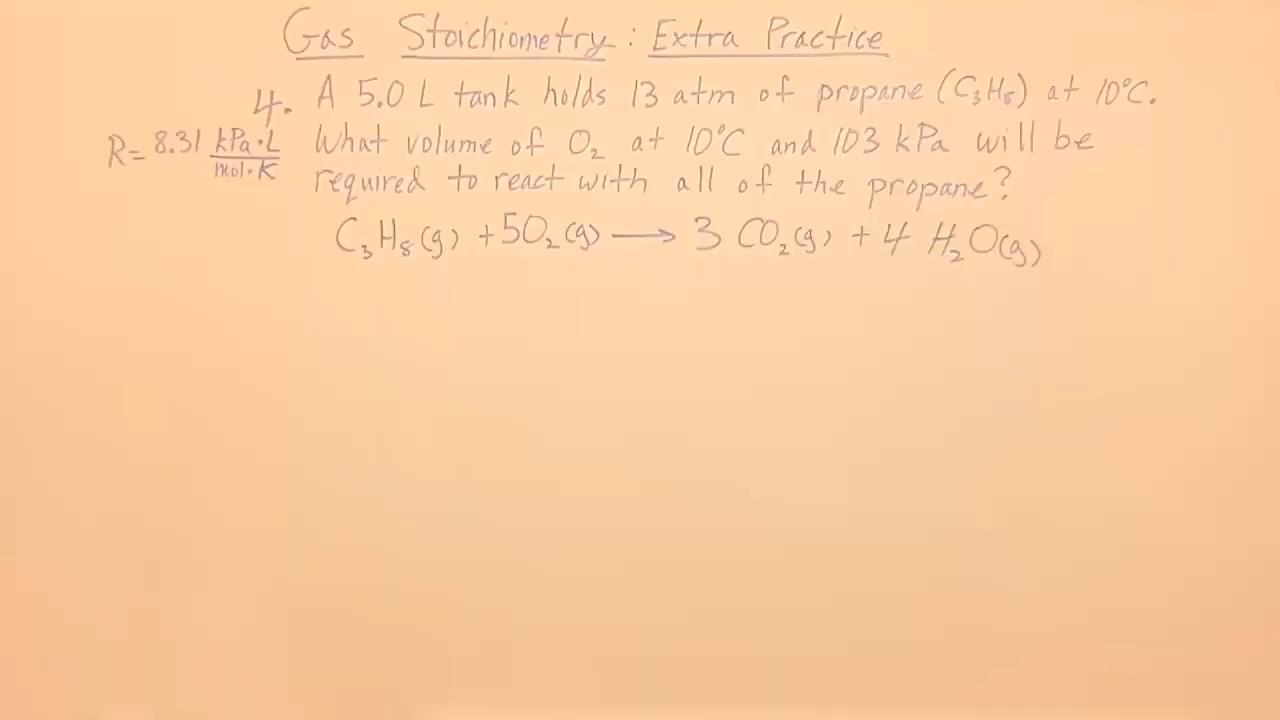 Gas Stoichiometry: Extra Practice
4. A 5.0 L tank holds 13 atm of propane (C₃H₈) at 10°C.
R = 8.31 kPa·L / mol·K What volume of O₂ at 10°C and 103 kPa will be
required to react with all of the propane?
C₃H₈(g) + 5O₂(g) → 3 CO₂(g) + 4 H₂O(g)